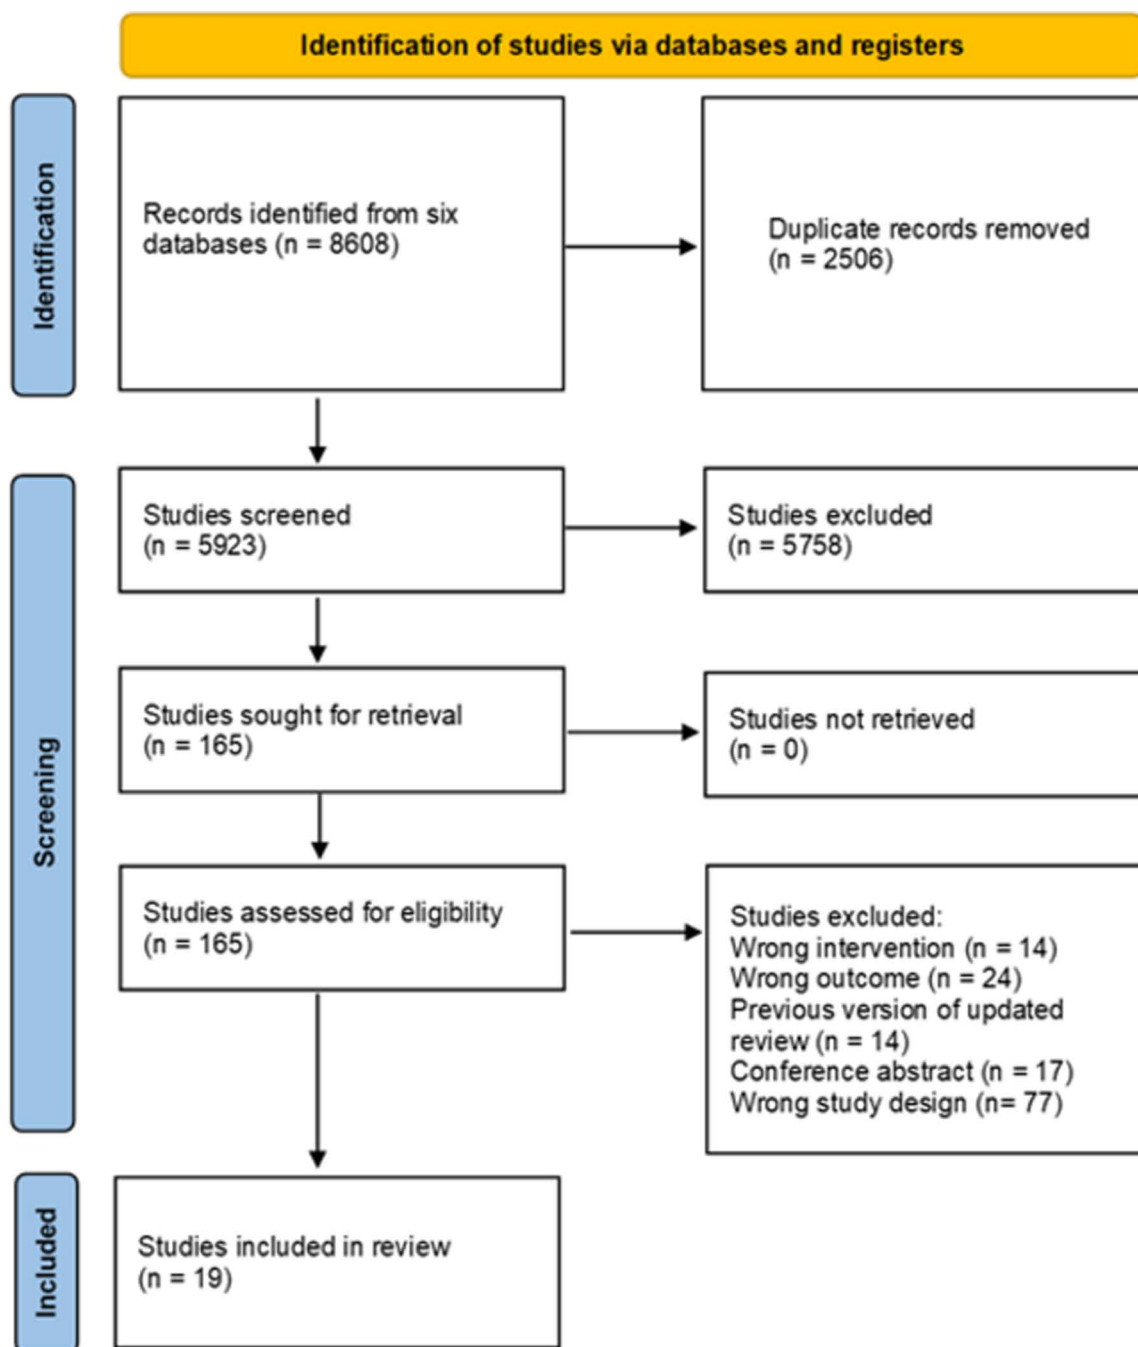 Identification of studies via databases and registers
Identification
Records identified from six
databases (n = 8608)
Duplicate records removed
(n = 2506)
Screening
Studies screened
(n = 5923)
Studies excluded
(n = 5758)
Studies sought for retrieval
(n = 165)
Studies not retrieved
(n = 0)
Studies assessed for eligibility
(n = 165)
Studies excluded:
Wrong intervention (n = 14)
Wrong outcome (n = 24)
Previous version of updated
review (n = 14)
Conference abstract (n = 17)
Wrong study design (n= 77)
Included
Studies included in review
(n = 19)